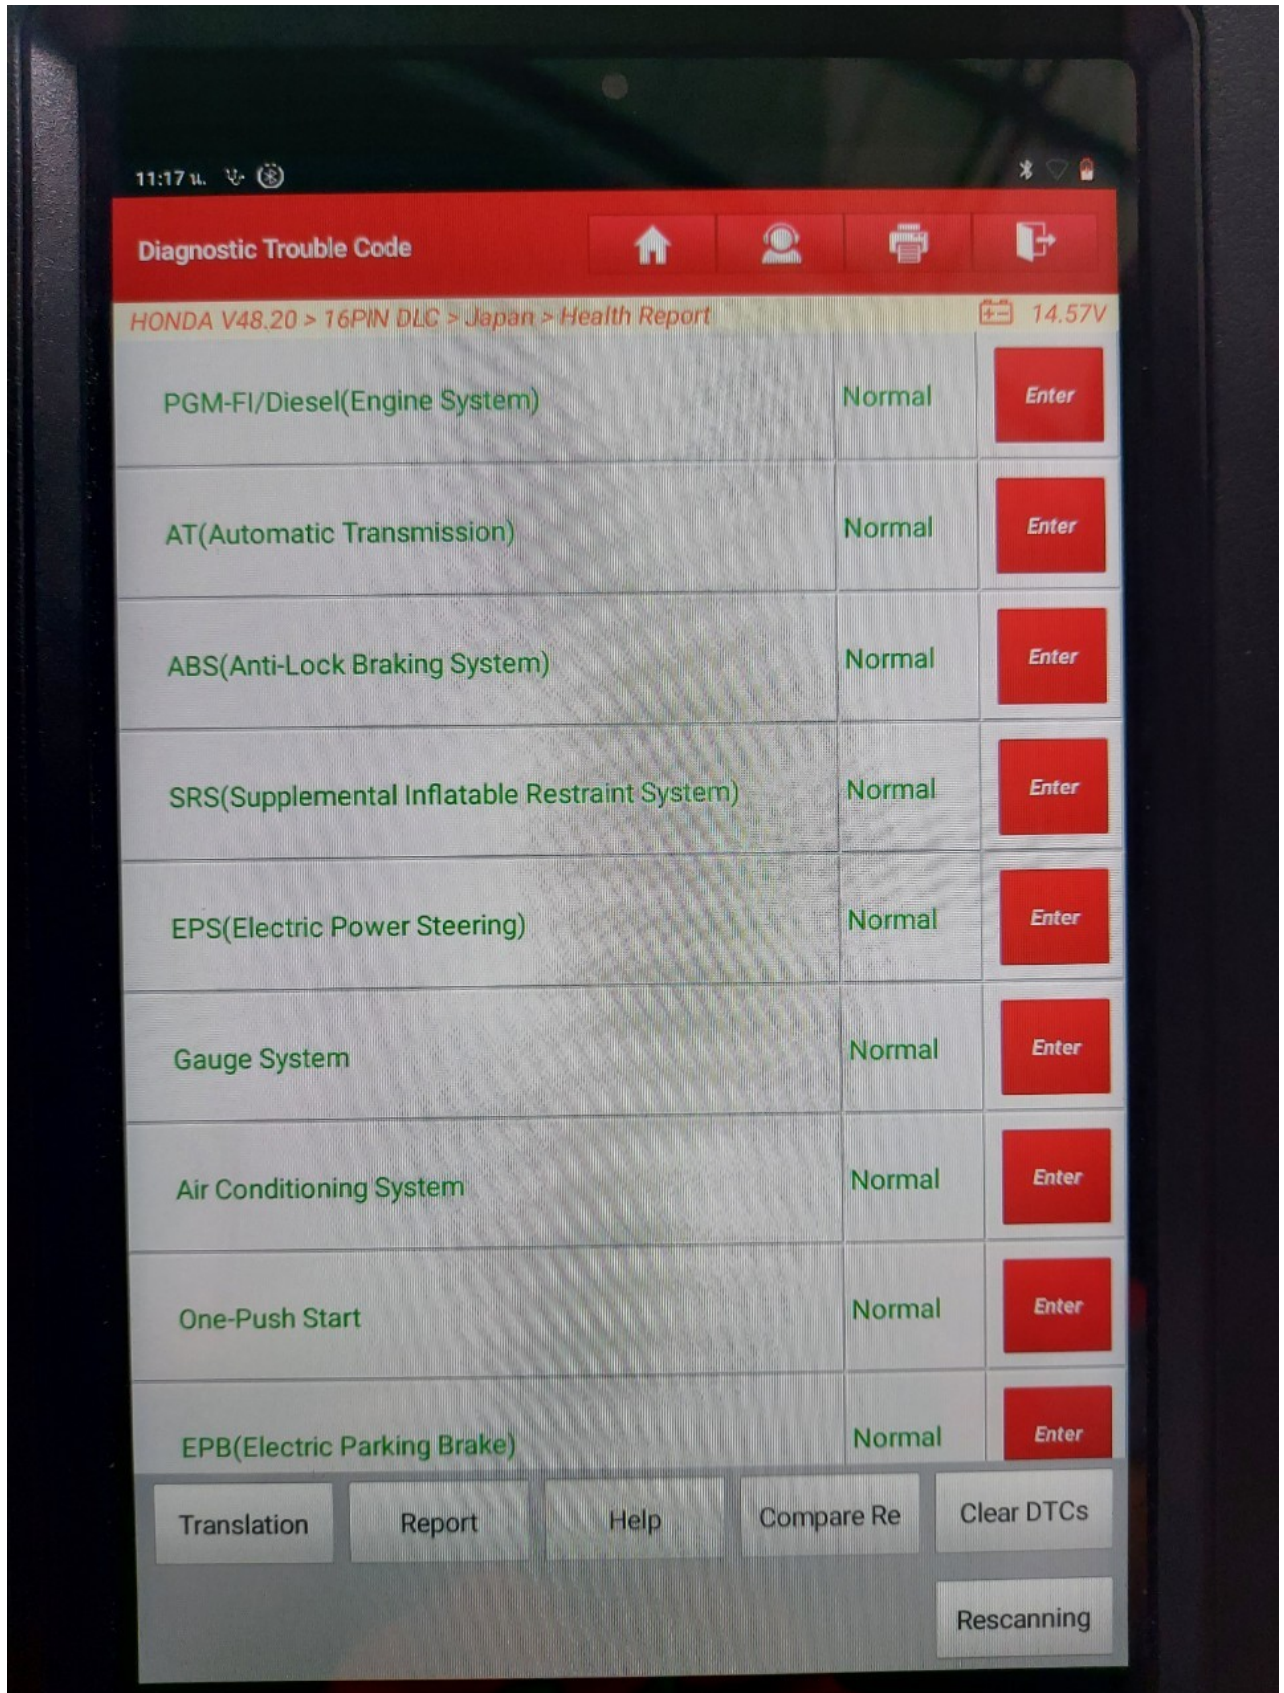 11:17 น.
Diagnostic Trouble Code
HONDA V48.20 > 16PIN DLC > Japan > Health Report 14.57V
PGM-FI/Diesel(Engine System) Normal Enter
AT(Automatic Transmission) Normal Enter
ABS(Anti-Lock Braking System) Normal Enter
SRS(Supplemental Inflatable Restraint System) Normal Enter
EPS(Electric Power Steering) Normal Enter
Gauge System Normal Enter
Air Conditioning System Normal Enter
One-Push Start Normal Enter
EPB(Electric Parking Brake) Normal Enter
Translation Report Help Compare Re Clear DTCs
Rescanning